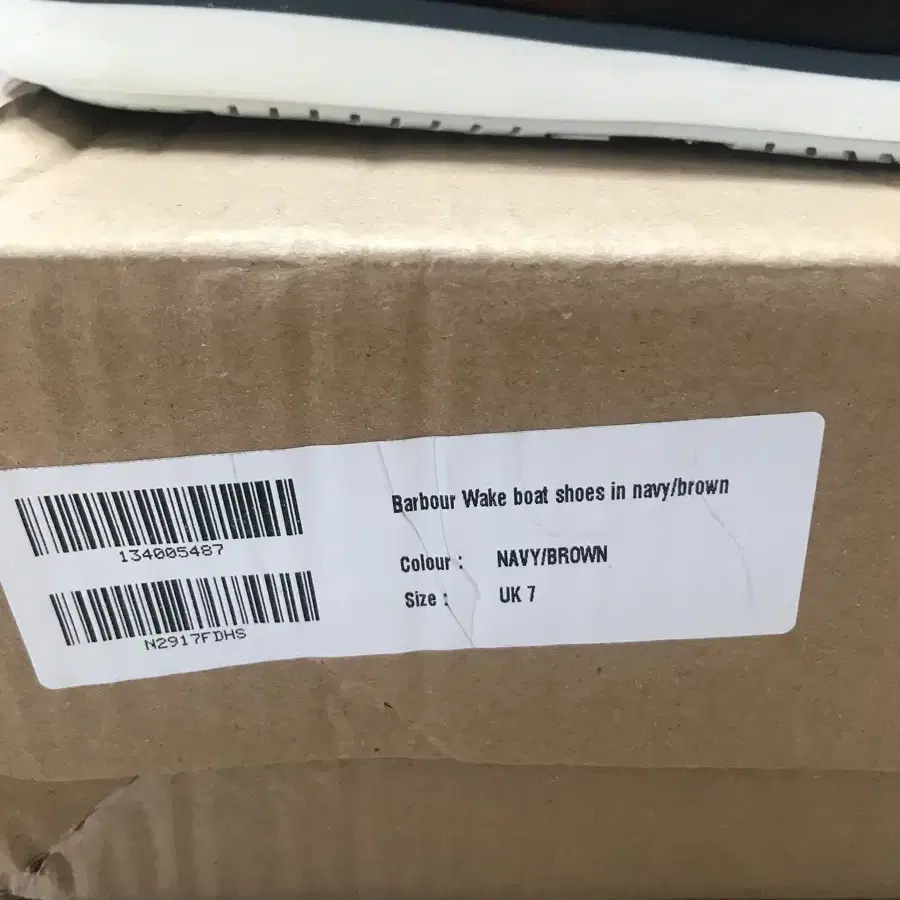 134005487
N2917FDHS
Barbour Wake boat shoes in navy/brown
Colour : NAVY/BROWN
Size : UK 7